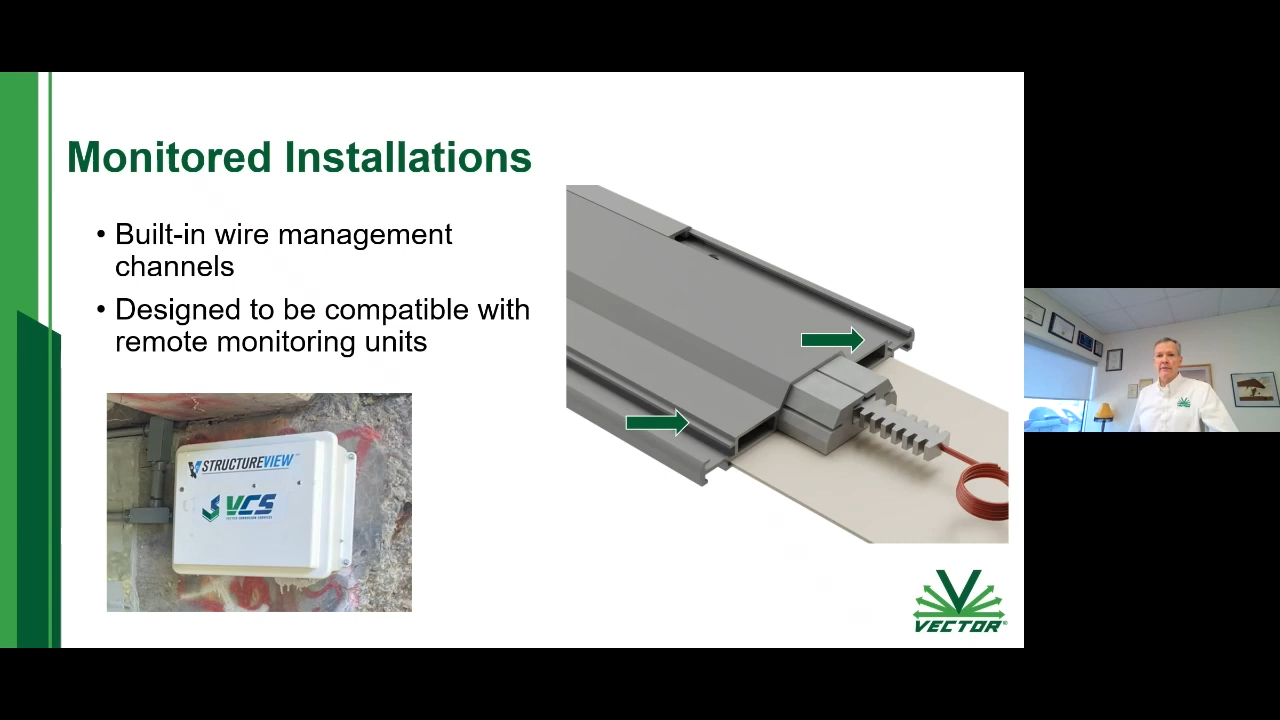 Monitored Installations
• Built-in wire management
channels
• Designed to be compatible with
remote monitoring units
STRUCTUREVIEW
VCS
VECTOR CORROSION SERVICES
VECTOR